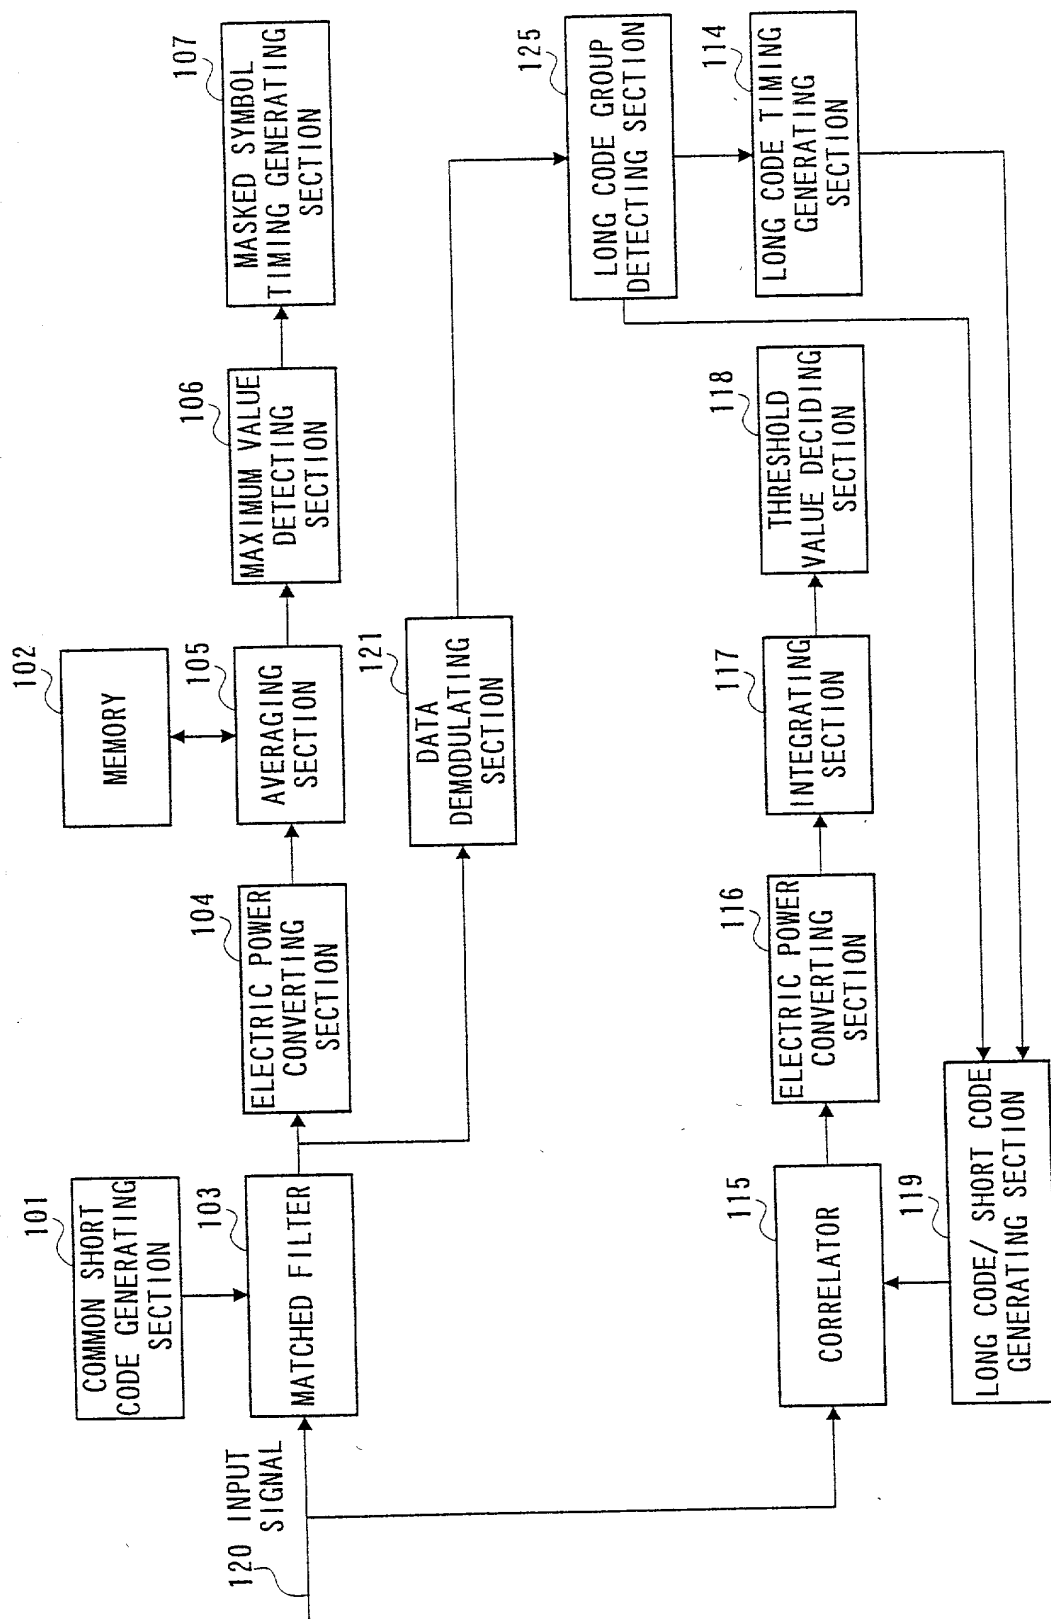 101
COMMON SHORT
CODE GENERATING
SECTION
102
MEMORY
120 INPUT
SIGNAL
103
MATCHED FILTER
104
ELECTRIC POWER
CONVERTING
SECTION
105
AVERAGING
SECTION
106
MAXIMUM VALUE
DETECTING
SECTION
107
MASKED SYMBOL
TIMING GENERATING
SECTION
121
DATA
DEMODULATING
SECTION
125
LONG CODE GROUP
DETECTING SECTION
114
LONG CODE TIMING
GENERATING
SECTION
115
CORRELATOR
116
ELECTRIC POWER
CONVERTING
SECTION
117
INTEGRATING
SECTION
118
THRESHOLD
VALUE DECIDING
SECTION
119
LONG CODE/ SHORT CODE
GENERATING SECTION